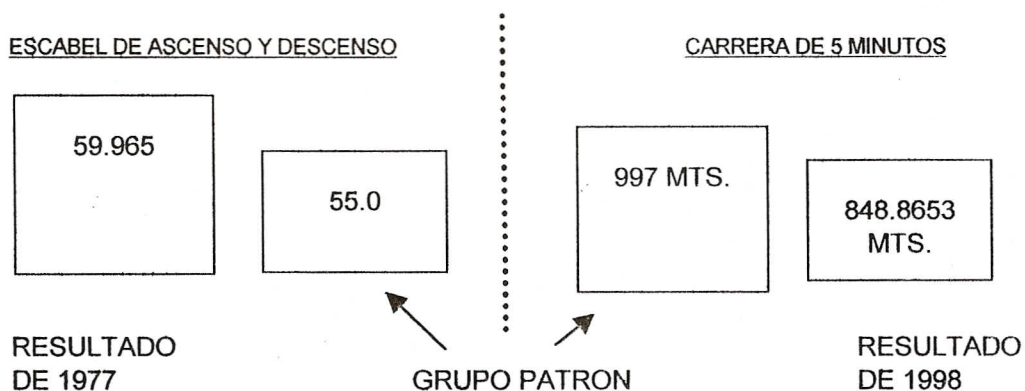 ESCABEL DE ASCENSO Y DESCENSO
CARRERA DE 5 MINUTOS
59.965
55.0
997 MTS.
848.8653
MTS.
RESULTADO
DE 1977
GRUPO PATRON
RESULTADO
DE 1998